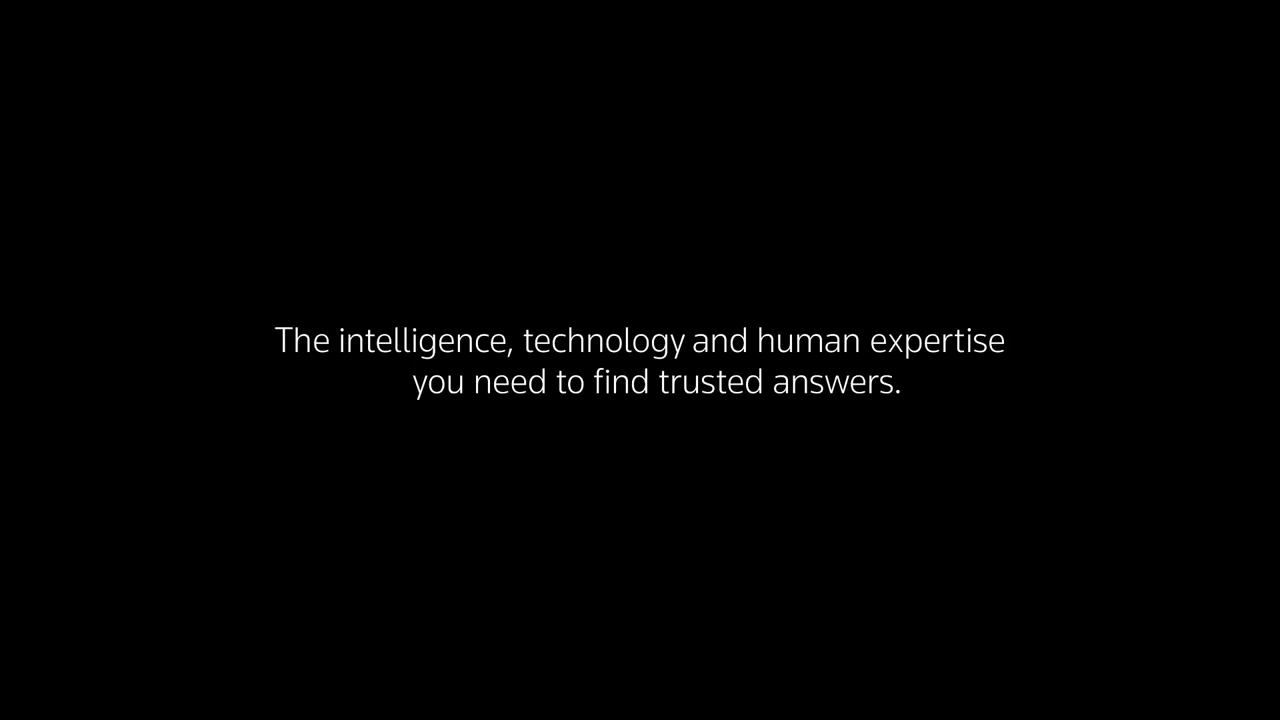 The intelligence, technology and human expertise
you need to find trusted answers.